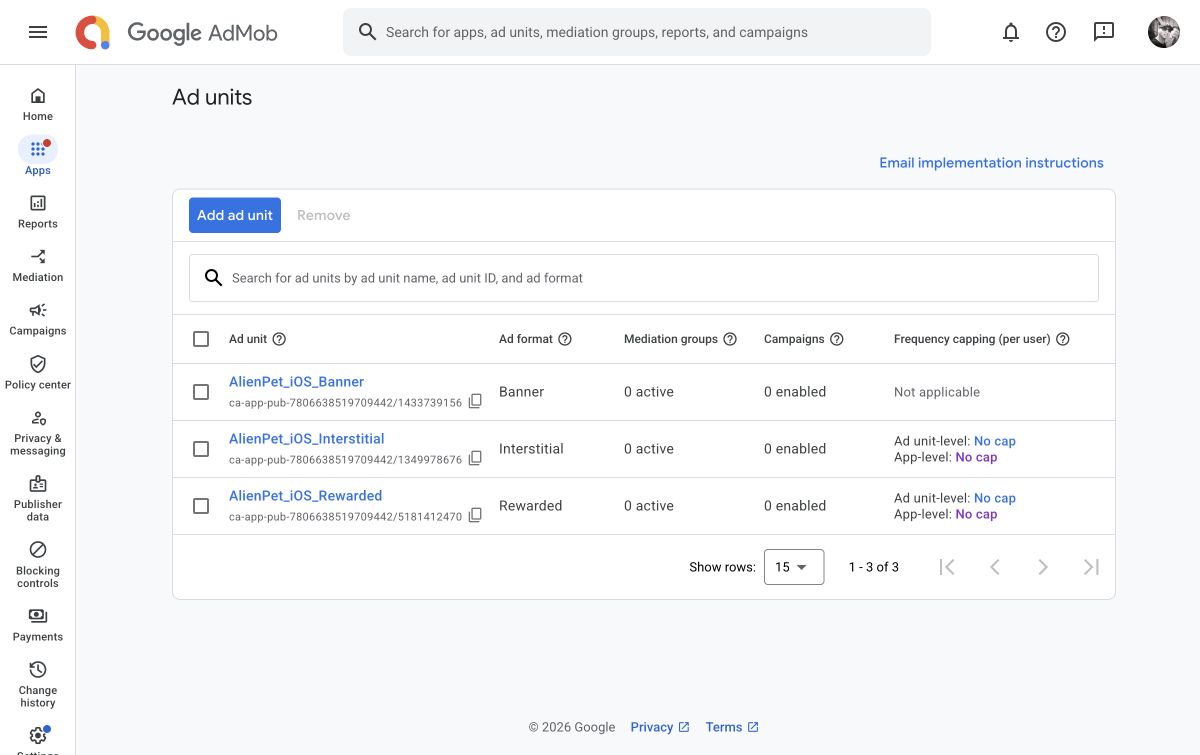 Google AdMob
Search for apps, ad units, mediation groups, reports, and campaigns
Home
Apps
Reports
Mediation
Campaigns
Policy center
Privacy &
messaging
Publisher
data
Blocking
controls
Payments
Change
history
Settings
Ad units
Email implementation instructions
Add ad unit Remove
Search for ad units by ad unit name, ad unit ID, and ad format
Ad unit Ad format Mediation groups Campaigns Frequency capping (per user)
AlienPet_iOS_Banner
ca-app-pub-7806638519709442/1433739156
Banner 0 active 0 enabled Not applicable
AlienPet_iOS_Interstitial
ca-app-pub-7806638519709442/1349978676
Interstitial 0 active 0 enabled
Ad unit-level: No cap
App-level: No cap
AlienPet_iOS_Rewarded
ca-app-pub-7806638519709442/5181412470
Rewarded 0 active 0 enabled
Ad unit-level: No cap
App-level: No cap
Show rows: 15 1 - 3 of 3
© 2026 Google Privacy Terms